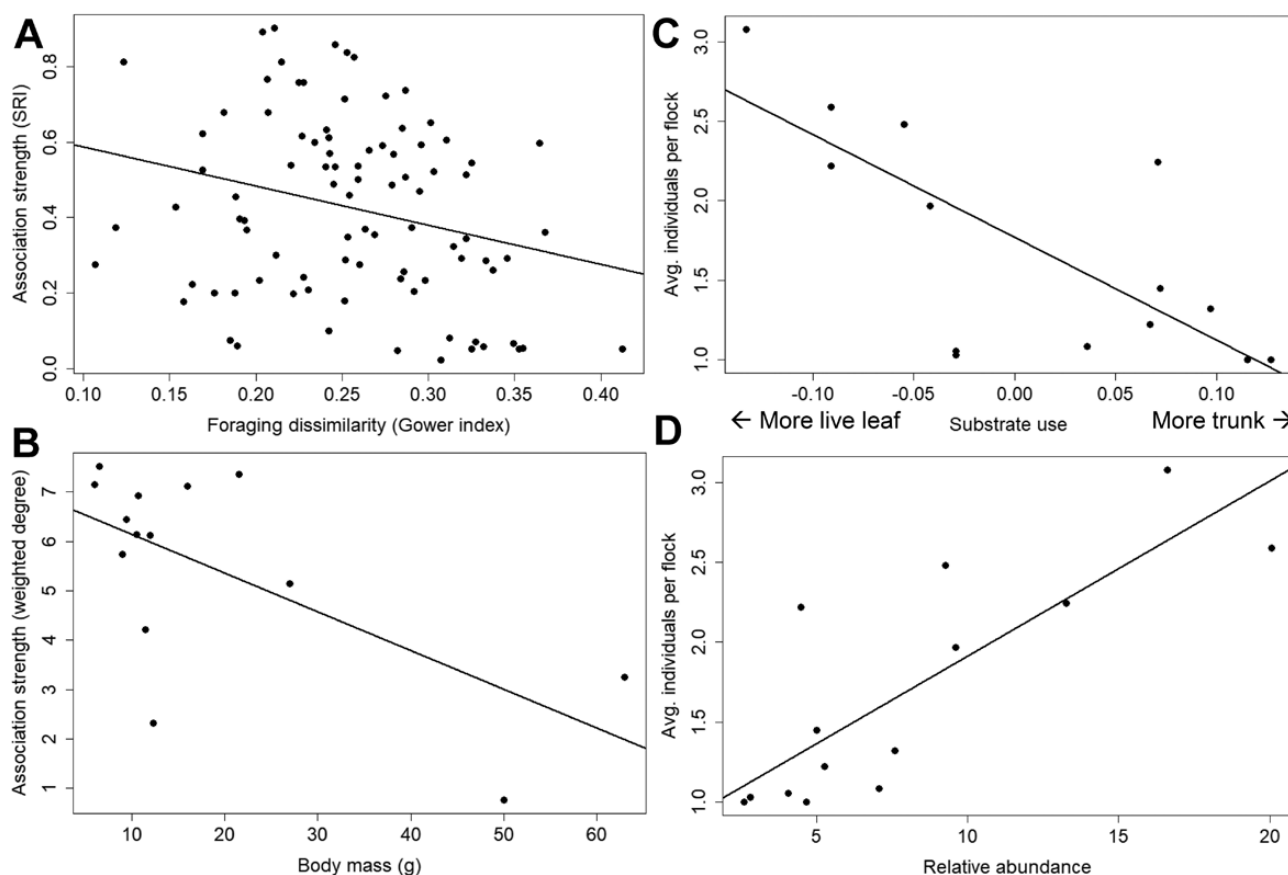 A
Association strength (SRI)
0.0 0.2 0.4 0.6 0.8
0.10 0.15 0.20 0.25 0.30 0.35 0.40
Foraging dissimilarity (Gower index)
B
Association strength (weighted degree)
1 2 3 4 5 6 7
10 20 30 40 50 60
Body mass (g)
C
Avg. individuals per flock
1.0 1.5 2.0 2.5 3.0
-0.10 -0.05 0.00 0.05 0.10
← More live leaf Substrate use More trunk →
D
Avg. individuals per flock
1.0 1.5 2.0 2.5 3.0
5 10 15 20
Relative abundance